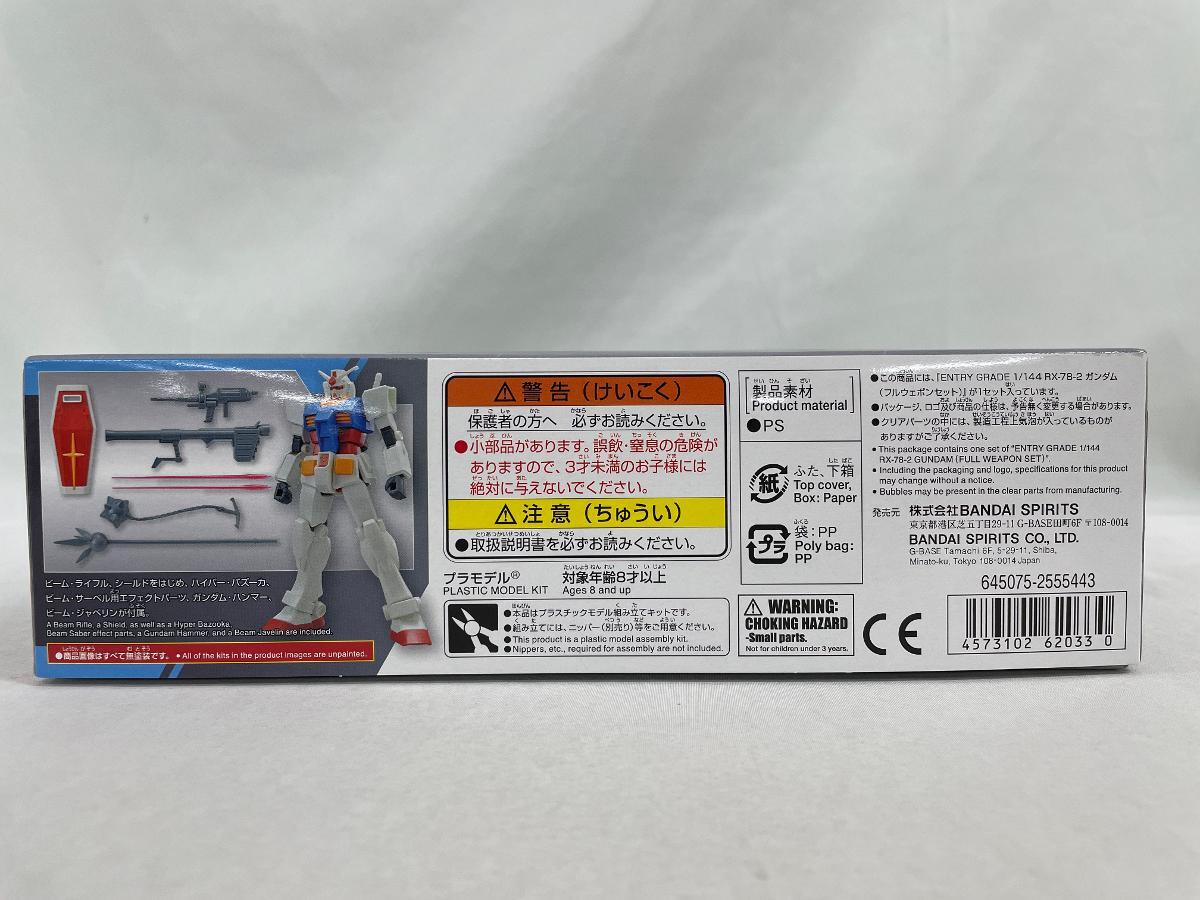 ビーム・ライフル、シールドをはじめ、ハイパー・バズーカ、
ビーム・サーベル用エフェクトパーツ、ガンダム・ハンマー、
ビーム・ジャベリンが付属。
A Beam Rifle, a Shield, as well as a Hyper Bazooka,
Beam Saber effect parts, a Gundam Hammer, and a Beam Javelin are included.
●商品画像はすべて無塗装です。 ● All of the kits in the product images are unpainted.
警告（けいこく）
保護者の方へ 必ずお読みください。
●小部品があります。誤飲・窒息の危険が
ありますので、3才未満のお子様には
絶対に与えないでください。
注意（ちゅうい）
●取扱説明書を必ずお読みください。
プラモデル® 対象年齢8才以上
PLASTIC MODEL KIT Ages 8 and up
●本品はプラスチックモデル組み立てキットです。
●組み立てには、ニッパー（別売り）等をご用意ください。
●This product is a plastic model assembly kit.
●Nippers, etc., required for assembly are not included.
製品素材
Product material
●PS
紙
ふた、下箱
Top cover,
Box: Paper
プラ
袋:PP
Poly bag:
PP
WARNING:
CHOKING HAZARD
-Small parts.
Not for children under 3 years.
CE
●この商品には、「ENTRY GRADE 1/144 RX-78-2 ガンダム
（フルウェポンセット）」が1セット入っています。
●パッケージ、ロゴ及び商品の仕様は、予告無く変更する場合があります。
●クリアパーツの中には、製造工程上気泡が入っているものが
ありますがご了承ください。
• This package contains one set of "ENTRY GRADE 1/144
RX-78-2 GUNDAM (FULL WEAPON SET)".
• Including the packaging and logo, specifications for this product
may change without a notice.
• Bubbles may be present in the clear parts from manufacturing.
発売元 株式会社BANDAI SPIRITS
東京都港区芝五丁目29-11 G-BASE田町6F 〒108-0014
BANDAI SPIRITS CO., LTD.
G-BASE Tamachi 6F, 5-29-11, Shiba,
Minato-ku, Tokyo 108-0014 Japan
645075-2555443
4573102 62033 0